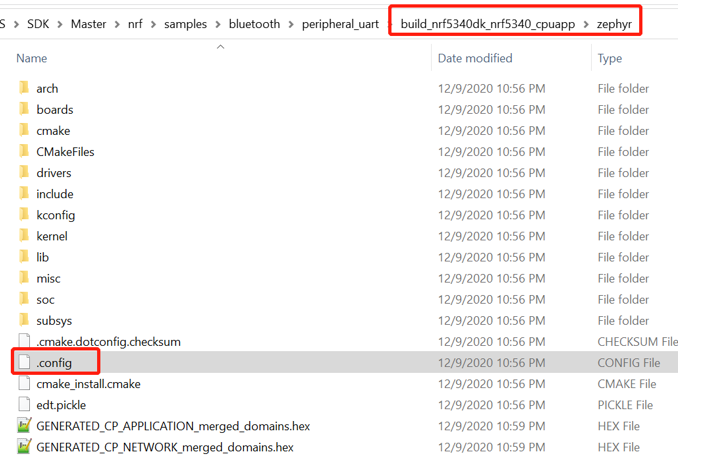 S > SDK > Master > nrf > samples > bluetooth > peripheral_uart > build_nrf5340dk_nrf5340_cpuapp > zephyr
Name Date modified Type
arch 12/9/2020 10:56 PM File folder
boards 12/9/2020 10:56 PM File folder
cmake 12/9/2020 10:56 PM File folder
CMakeFiles 12/9/2020 10:56 PM File folder
drivers 12/9/2020 10:56 PM File folder
include 12/9/2020 10:56 PM File folder
kconfig 12/9/2020 10:56 PM File folder
kernel 12/9/2020 10:56 PM File folder
lib 12/9/2020 10:56 PM File folder
misc 12/9/2020 10:56 PM File folder
soc 12/9/2020 10:56 PM File folder
subsys 12/9/2020 10:56 PM File folder
.cmake.dotconfig.checksum 12/9/2020 10:56 PM CHECKSUM File
.config 12/9/2020 10:56 PM CONFIG File
cmake_install.cmake 12/9/2020 10:56 PM CMAKE File
edt.pickle 12/9/2020 10:56 PM PICKLE File
GENERATED_CP_APPLICATION_merged_domains.hex 12/9/2020 10:59 PM HEX File
GENERATED_CP_NETWORK_merged_domains.hex 12/9/2020 10:59 PM HEX File